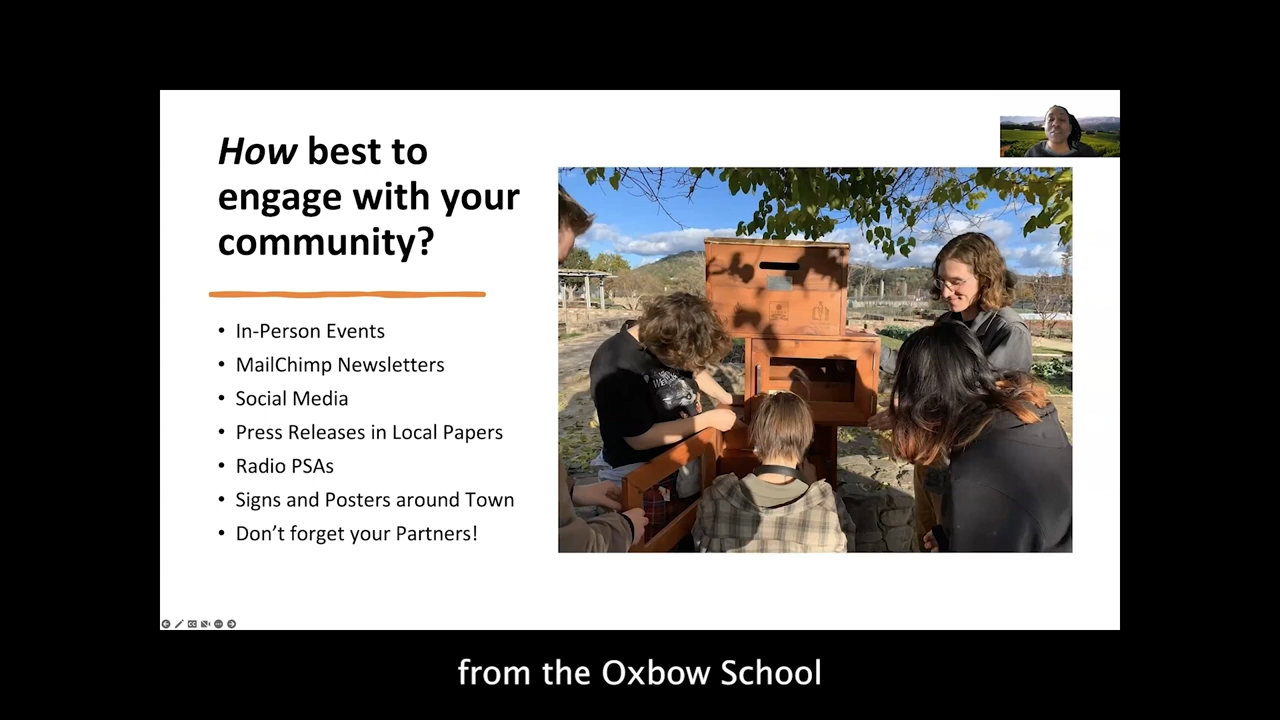 How best to
engage with your
community?
• In-Person Events
• MailChimp Newsletters
• Social Media
• Press Releases in Local Papers
• Radio PSAs
• Signs and Posters around Town
• Don’t forget your Partners!
from the Oxbow School